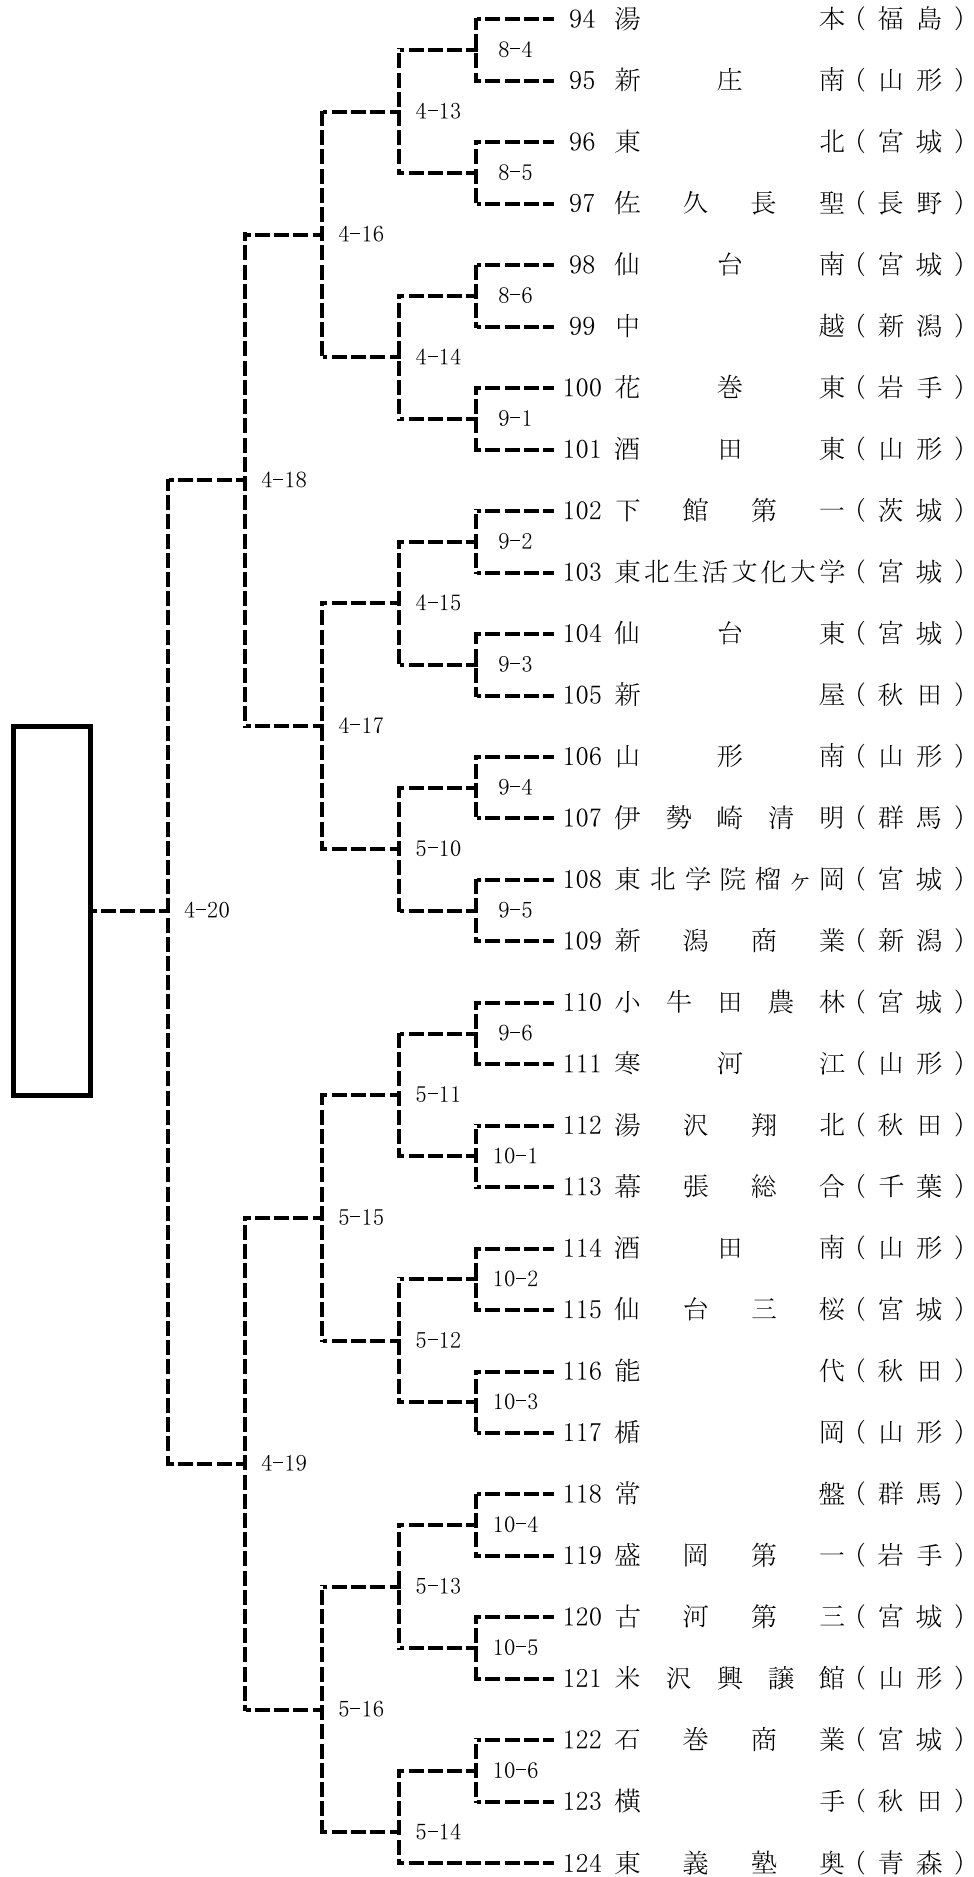 94 湯本(福島)
8-4
95 新庄南(山形)
4-13
96 東北(宮城)
8-5
97 佐久長聖(長野)
4-16
98 仙台南(宮城)
8-6
99 中越(新潟)
4-14
100 花巻東(岩手)
9-1
101 酒田東(山形)
4-18
102 下館第一(茨城)
9-2
103 東北生活文化大学(宮城)
4-15
104 仙台東(宮城)
9-3
105 新屋(秋田)
4-17
106 山形南(山形)
9-4
107 伊勢崎清明(群馬)
5-10
108 東北学院榴ヶ岡(宮城)
4-20
9-5
109 新潟商業(新潟)
110 小牛田農林(宮城)
9-6
111 寒河江(山形)
5-11
112 湯沢翔北(秋田)
10-1
113 幕張総合(千葉)
5-15
114 酒田南(山形)
10-2
115 仙台三桜(宮城)
5-12
116 能代(秋田)
10-3
117 楯岡(山形)
4-19
118 常盤(群馬)
10-4
119 盛岡第一(岩手)
5-13
120 古河第三(宮城)
10-5
121 米沢興譲館(山形)
5-16
122 石巻商業(宮城)
10-6
123 横手(秋田)
5-14
124 東義塾奥(青森)